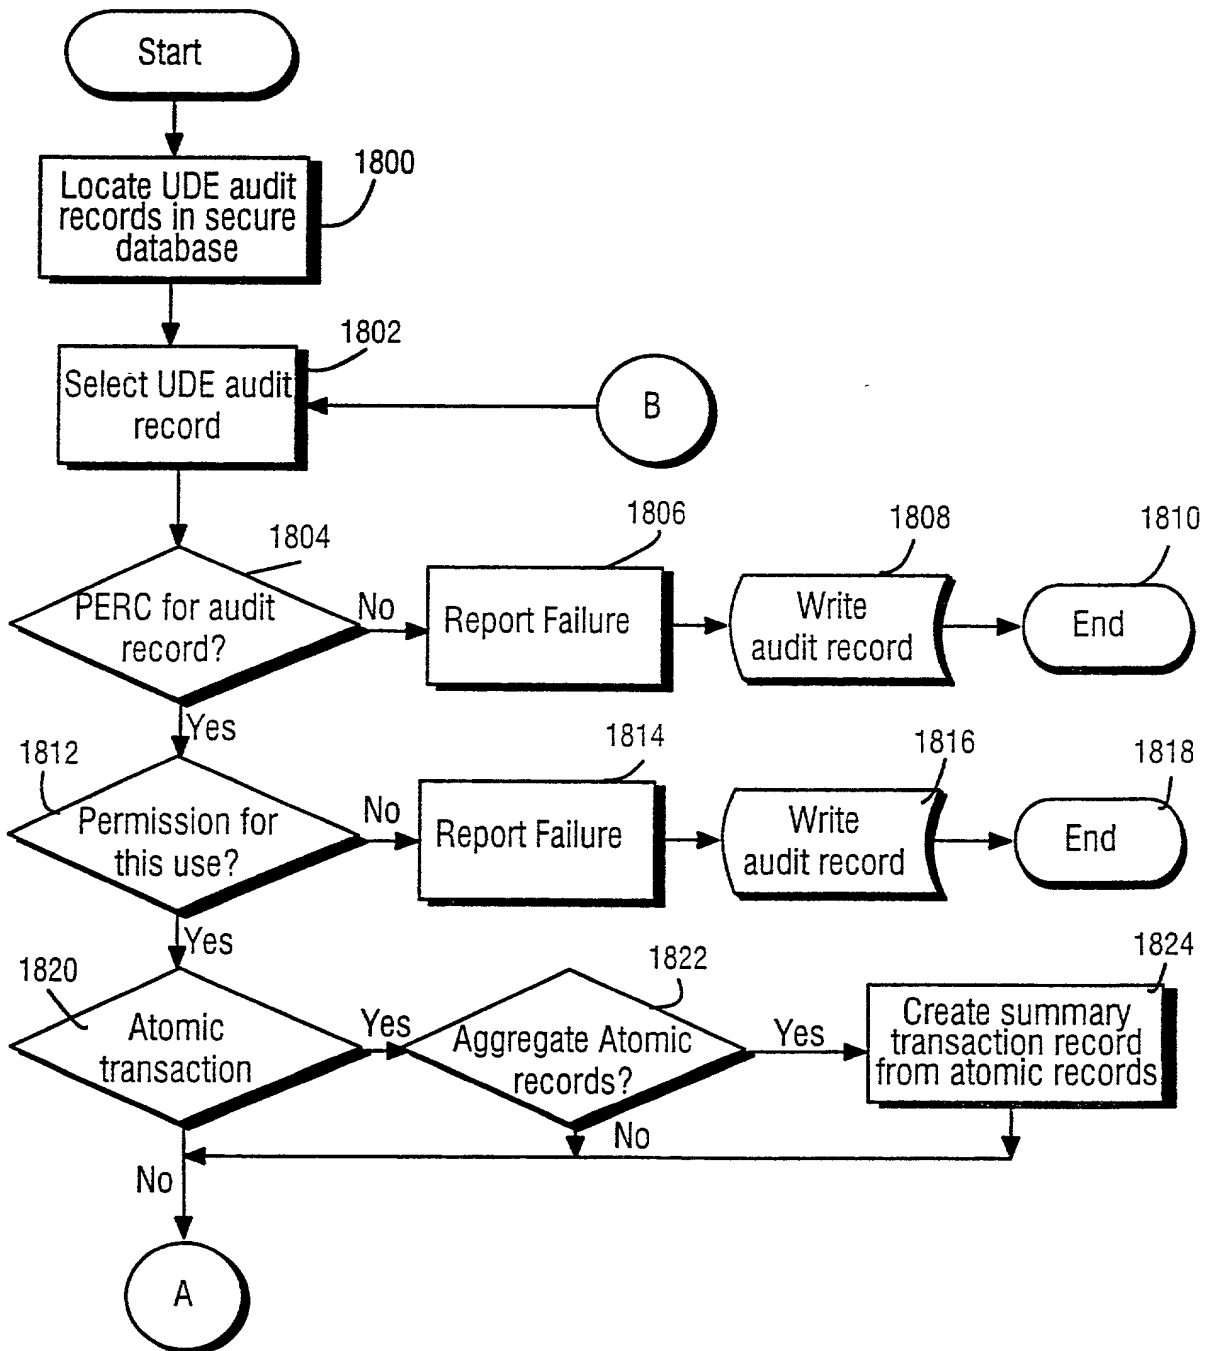 Start
1800
Locate UDE audit
records in secure
database
1802
Select UDE audit
record
B
1804
PERC for audit
record?
No
1806
Report Failure
1808
Write
audit record
1810
End
Yes
1812
Permission for
this use?
No
1814
Report Failure
1816
Write
audit record
1818
End
Yes
1820
Atomic
transaction
Yes
1822
Aggregate Atomic
records?
Yes
1824
Create summary
transaction record
from atomic records
No
No
A